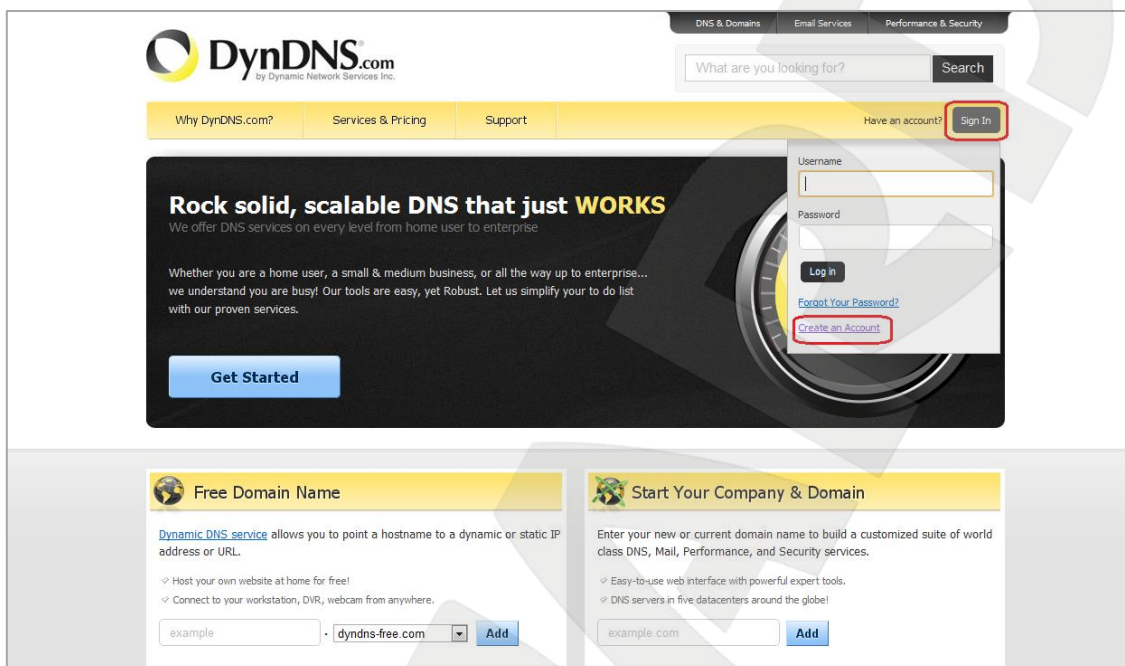 DNS & Domains Email Services Performance & Security
DynDNS.com
by Dynamic Network Services Inc.
What are you looking for? Search
Why DynDNS.com? Services & Pricing Support Have an account? Sign In
Username
Password
Log in
Forgot Your Password?
Create an Account
Rock solid, scalable DNS that just WORKS
We offer DNS services on every level from home user to enterprise
Whether you are a home user, a small & medium business, or all the way up to enterprise...
we understand you are busy! Our tools are easy, yet Robust. Let us simplify your to do list
with our proven services.
Get Started
Free Domain Name
Dynamic DNS service allows you to point a hostname to a dynamic or static IP
address or URL.
Host your own website at home for free!
Connect to your workstation, DVR, webcam from anywhere.
example . dyndns-free.com Add
Start Your Company & Domain
Enter your new or current domain name to build a customized suite of world
class DNS, Mail, Performance, and Security services.
Easy-to-use web interface with powerful expert tools.
DNS servers in five datacenters around the globe!
example.com Add